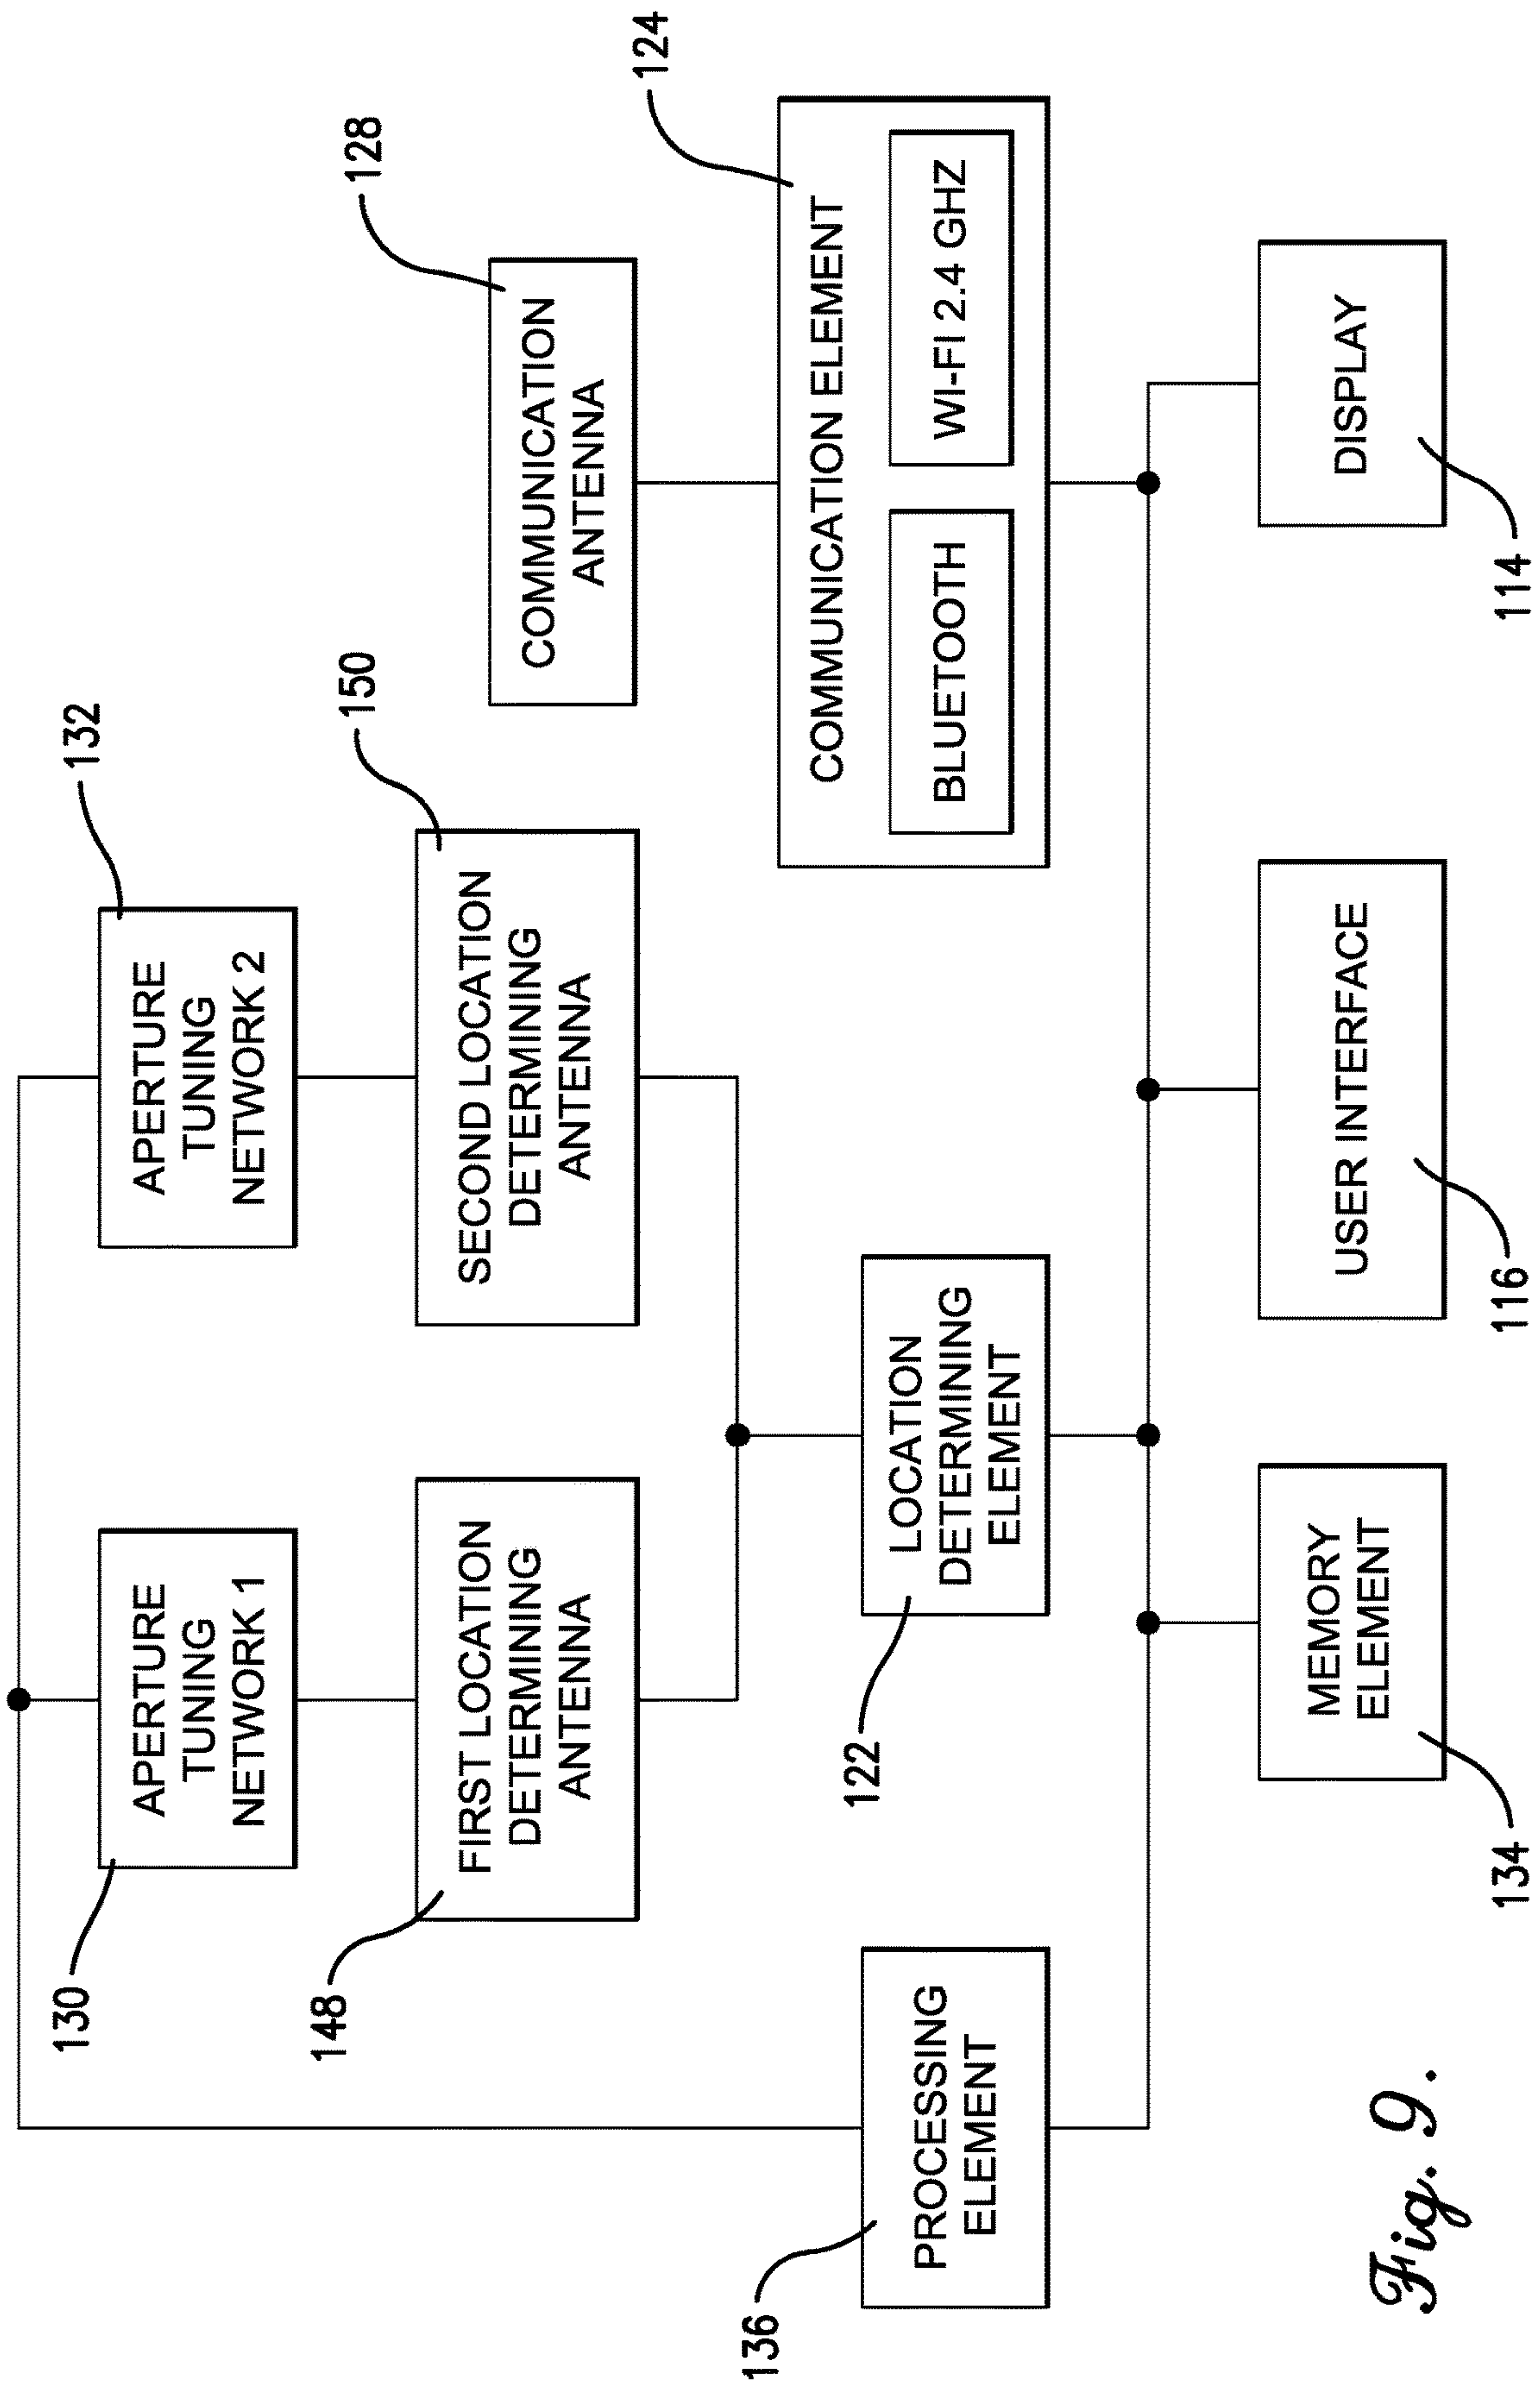 132
APERTURE
TUNING
NETWORK 2
130
APERTURE
TUNING
NETWORK 1
128
COMMUNICATION
ANTENNA
150
SECOND LOCATION
DETERMINING
ANTENNA
148
FIRST LOCATION
DETERMINING
ANTENNA
124
COMMUNICATION ELEMENT
BLUETOOTH
WI-FI 2.4 GHZ
136
PROCESSING
ELEMENT
122
LOCATION
DETERMINING
ELEMENT
134
MEMORY
ELEMENT
116
USER INTERFACE
114
DISPLAY
Fig. 9.